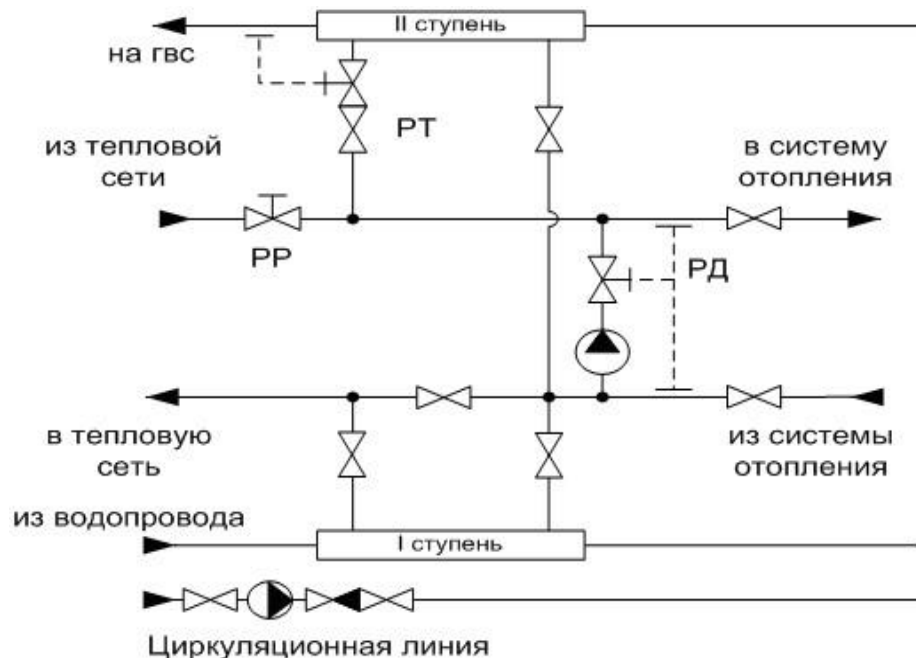 II ступень
на гвс
РТ
из тепловой
сети
в систему
отопления
РР
РД
в тепловую
сеть
из системы
отопления
из водопровода
I ступень
Циркуляционная линия